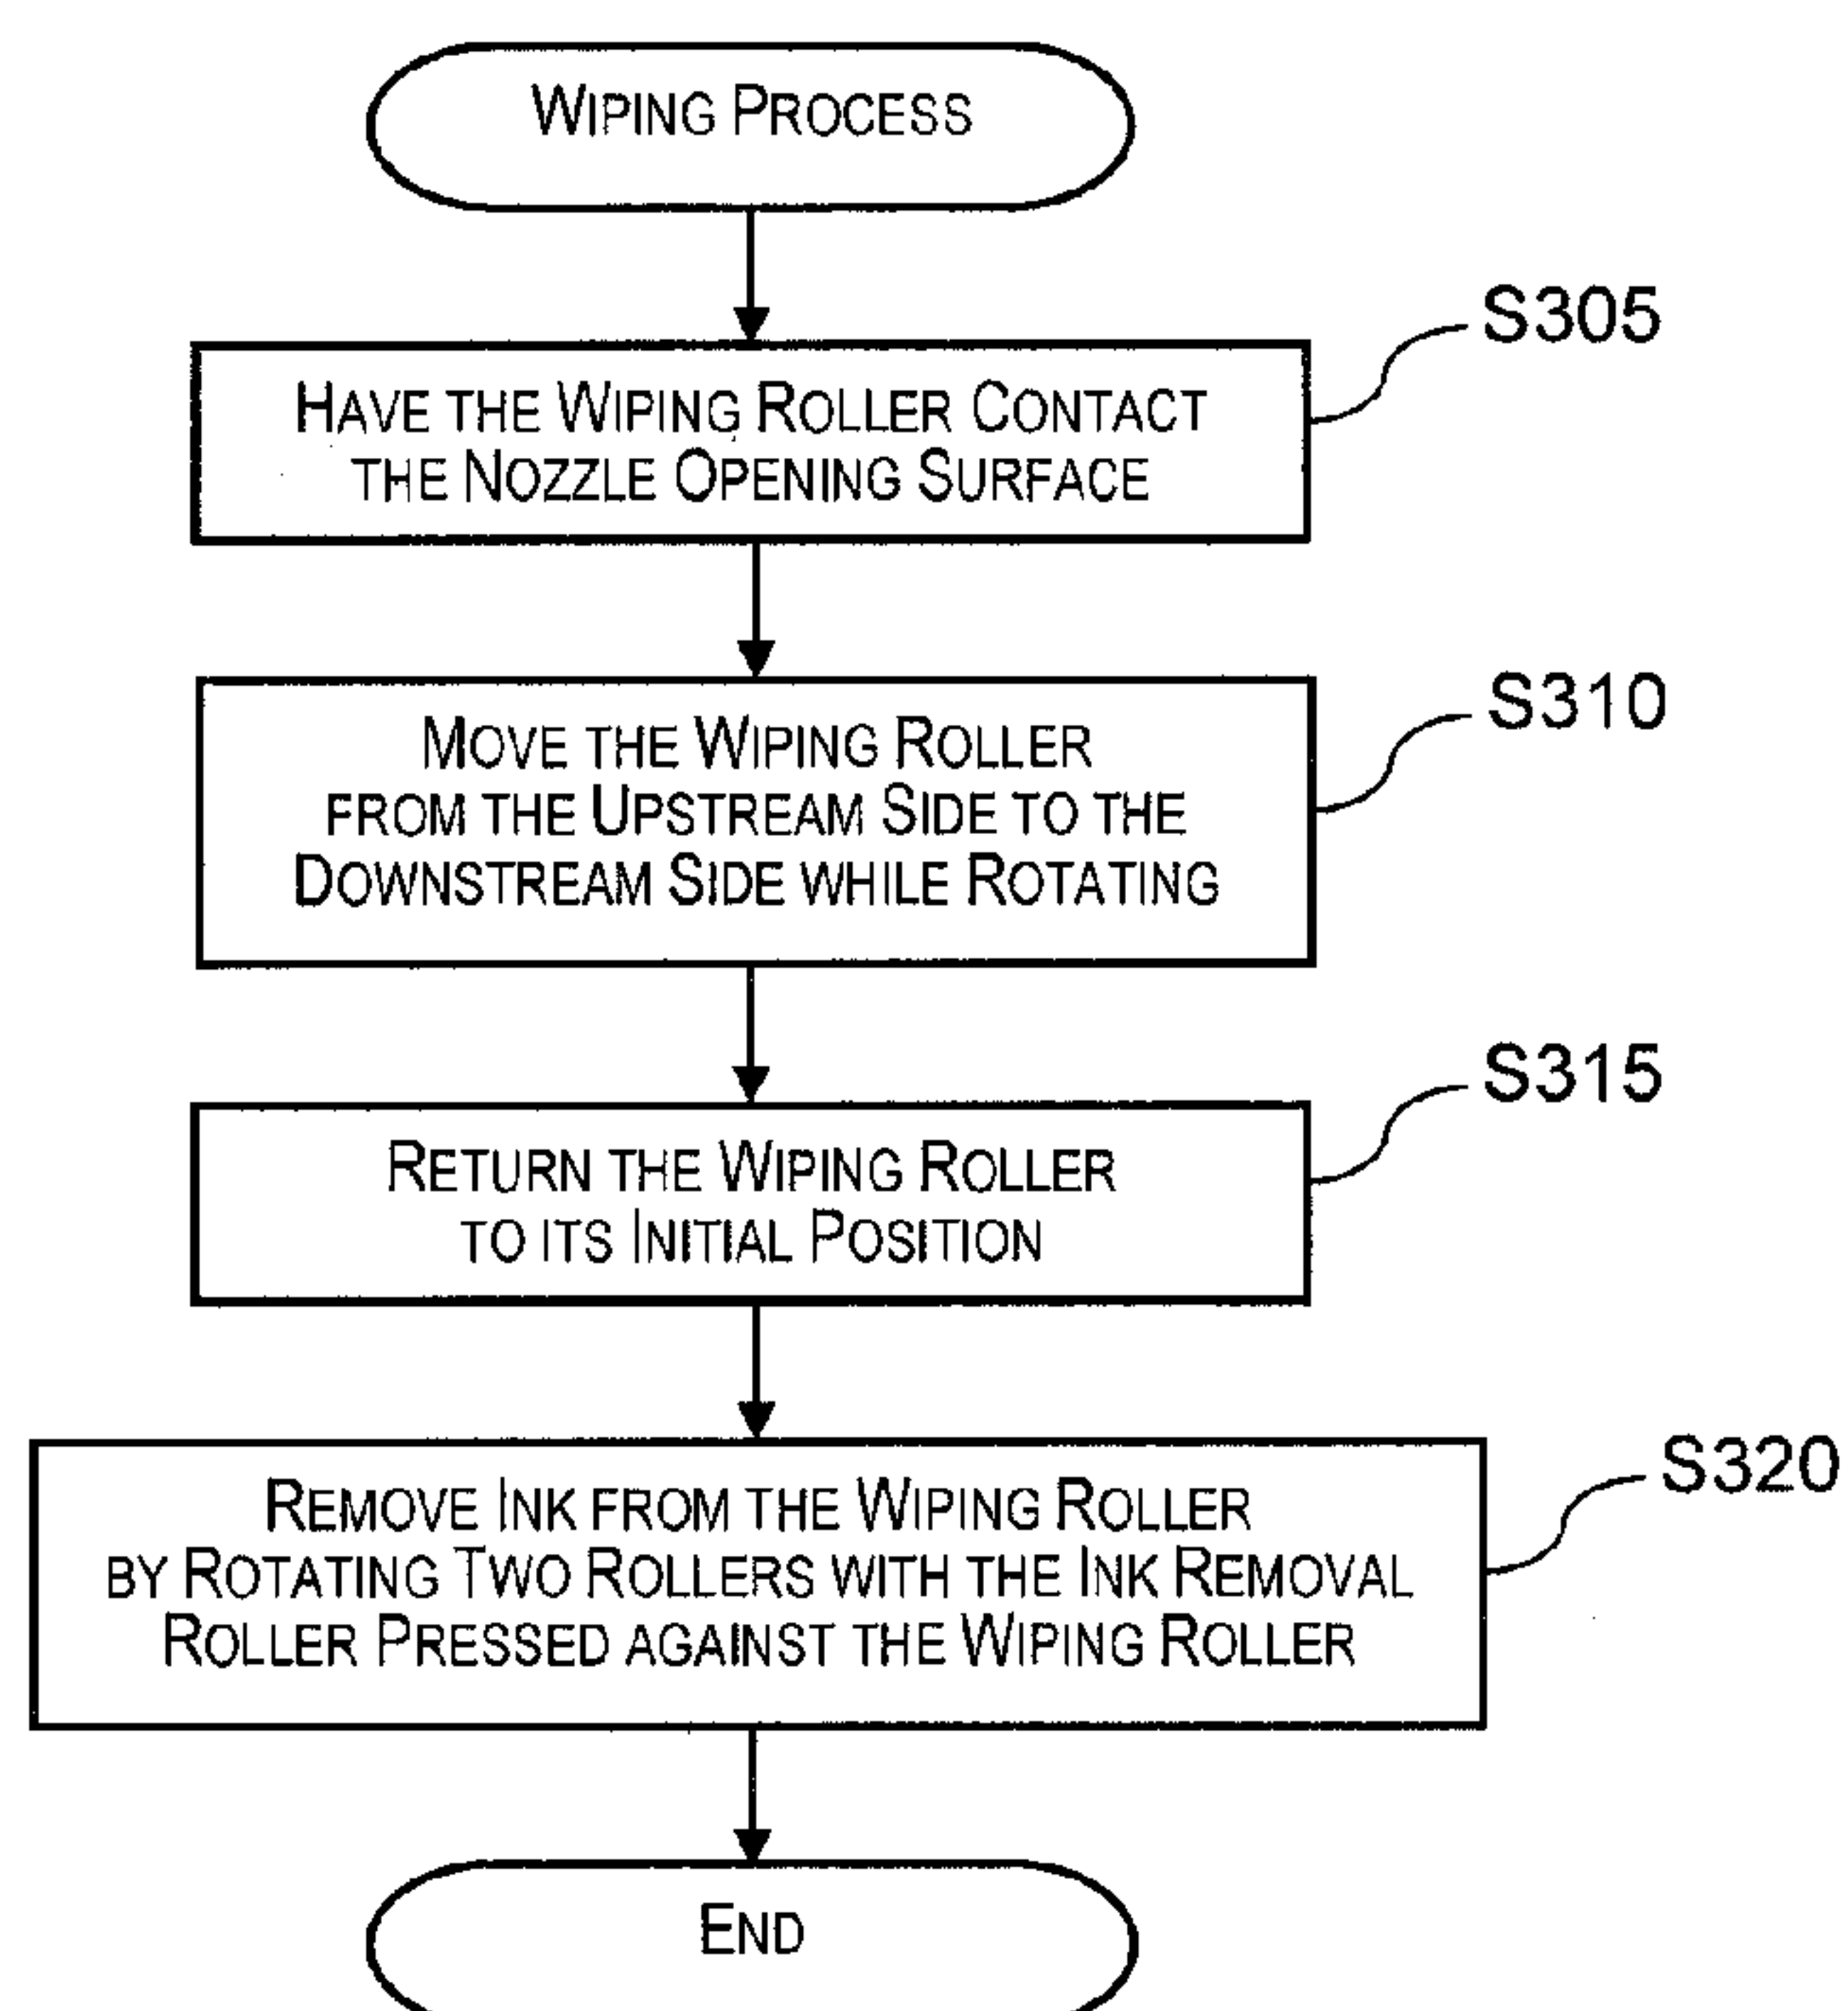 WIPING PROCESS
S305
HAVE THE WIPING ROLLER CONTACT
THE NOZZLE OPENING SURFACE
S310
MOVE THE WIPING ROLLER
FROM THE UPSTREAM SIDE TO THE
DOWNSTREAM SIDE WHILE ROTATING
S315
RETURN THE WIPING ROLLER
TO ITS INITIAL POSITION
S320
REMOVE INK FROM THE WIPING ROLLER
BY ROTATING TWO ROLLERS WITH THE INK REMOVAL
ROLLER PRESSED AGAINST THE WIPING ROLLER
END